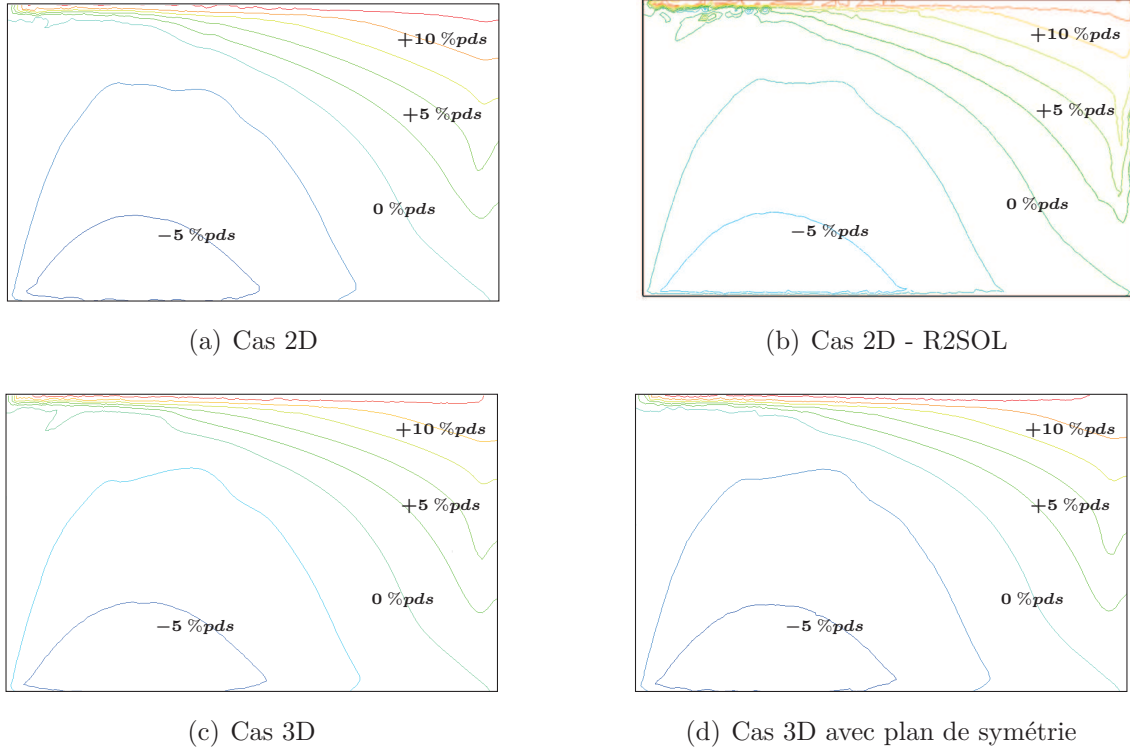 +10 %pds
+5 %pds
0 %pds
−5 %pds
(a) Cas 2D
+10 %pds
+5 %pds
0 %pds
−5 %pds
(b) Cas 2D - R2SOL
+10 %pds
+5 %pds
0 %pds
−5 %pds
(c) Cas 3D
+10 %pds
+5 %pds
0 %pds
−5 %pds
(d) Cas 3D avec plan de symétrie